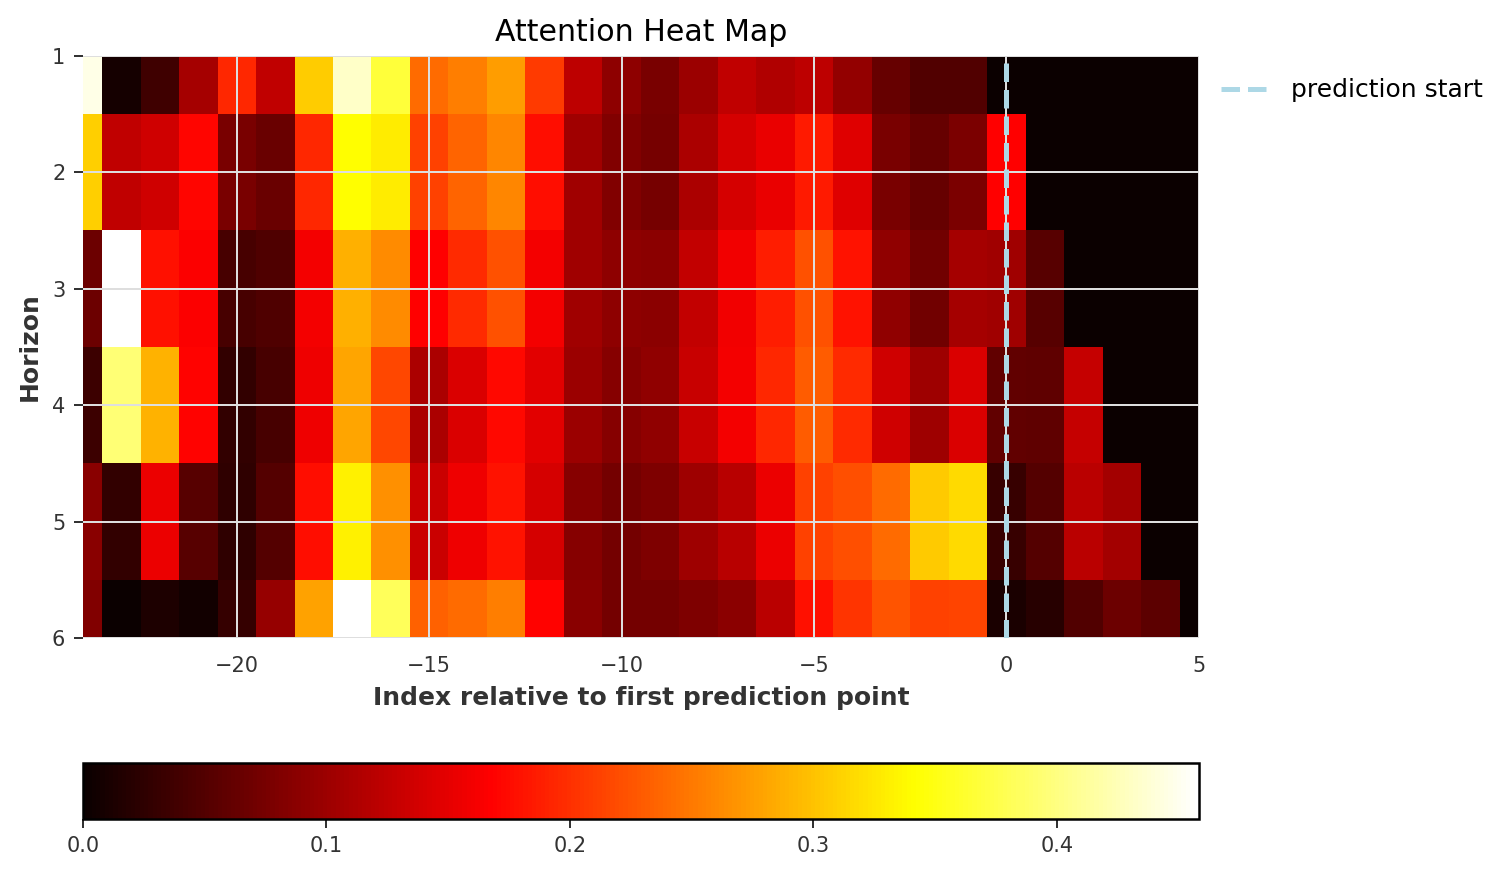 Attention Heat Map
prediction start
Horizon
1
2
3
4
5
6
−20 −15 −10 −5 0 5
Index relative to first prediction point
0.0 0.1 0.2 0.3 0.4